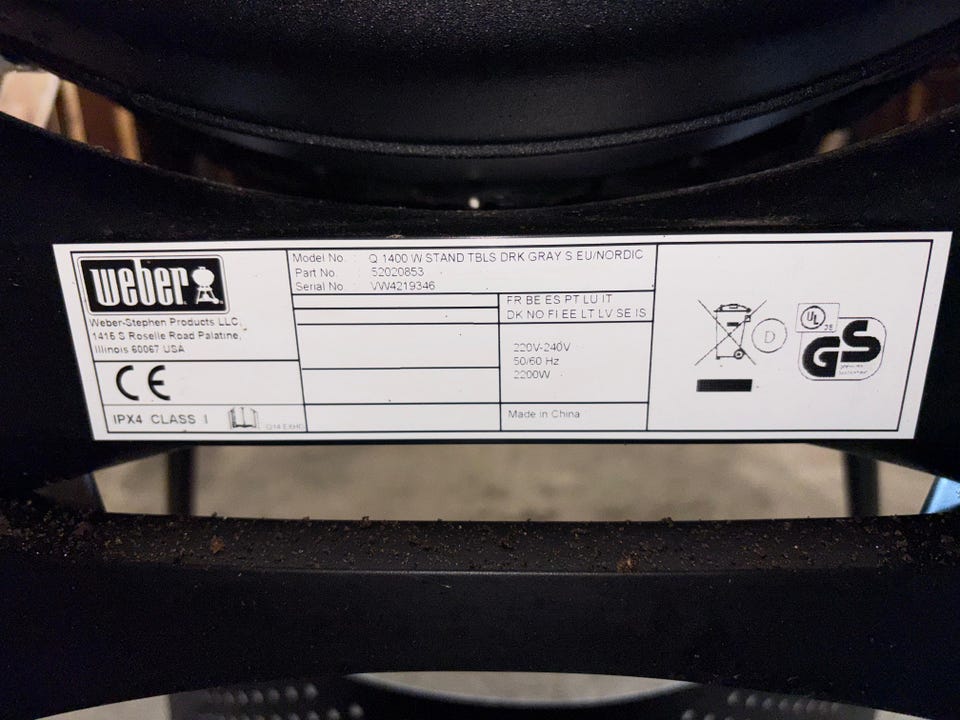 weber
Weber-Stephen Products LLC,
1415 S Roselle Road Palatine,
Illinois 60067 USA
CE
IPX4 CLASS I
Model No. Q 1400 W STAND TBLS DRK GRAY S EU/NORDIC
Part No. 52020853
Serial No. VW4219346
FR BE ES PT LU IT
DK NO FI EE LT LV SE IS
220V-240V
50/60 Hz
2200W
Made in China
D
UL
GS